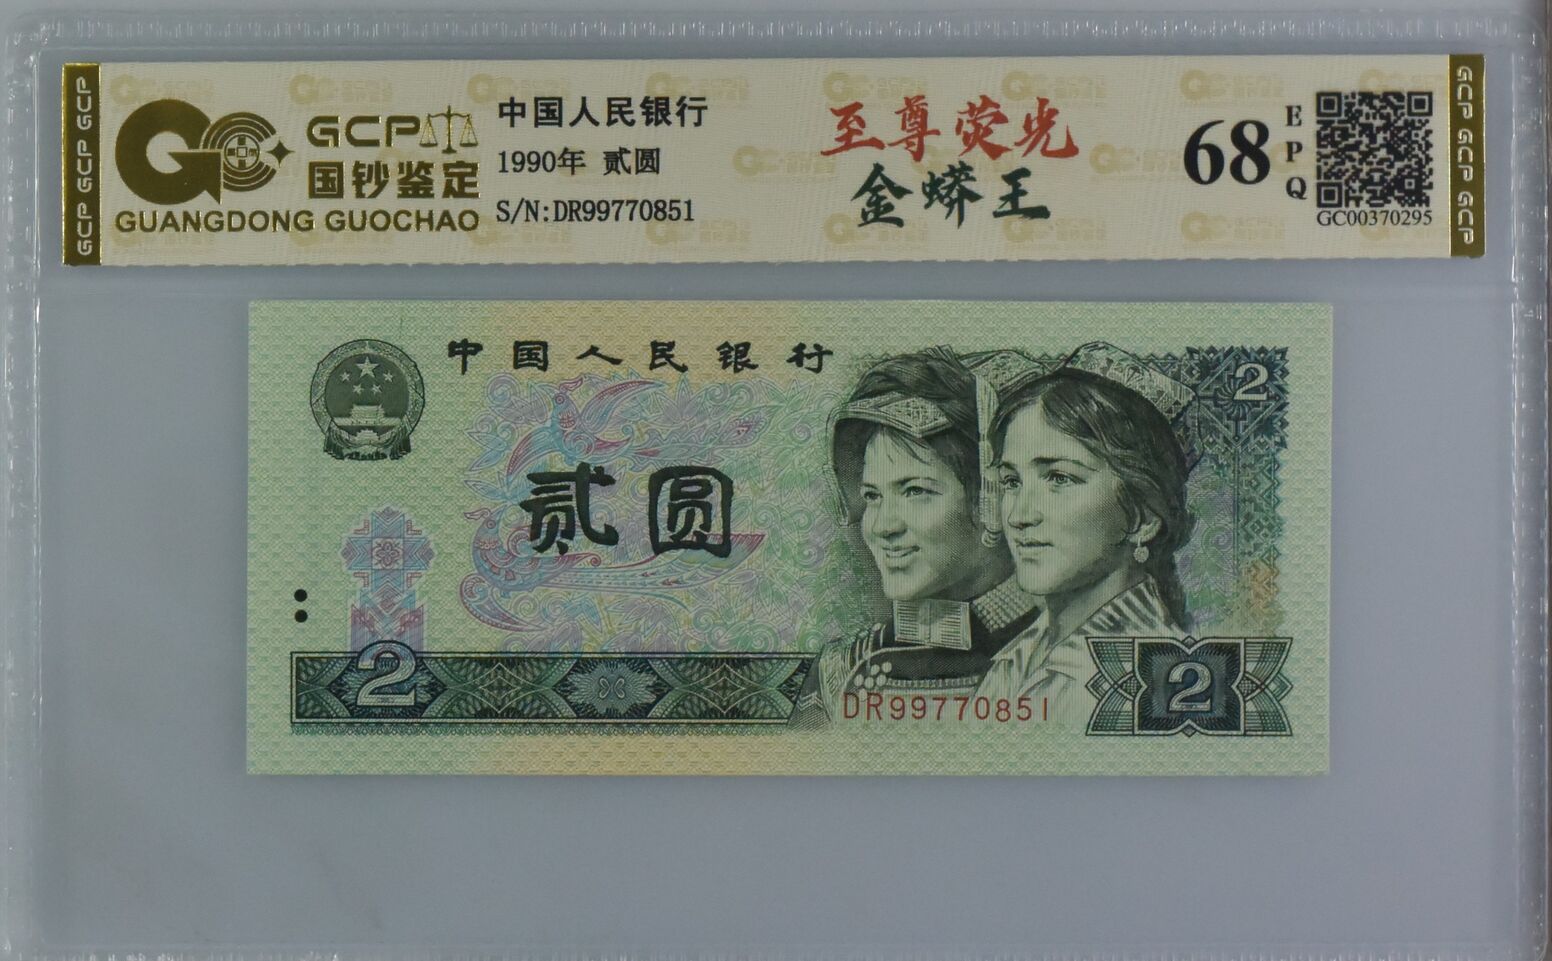 GCP GCP GCP
GCP
国钞鉴定
GUANGDONG GUOCHAO
中国人民银行
1990年 贰圆
S/N:DR99770851
至尊荧光
金蟒王
68
EPQ
GC00370295
GCP GCP GCP
中国人民银行
2
贰圆
2
DR99770851
2